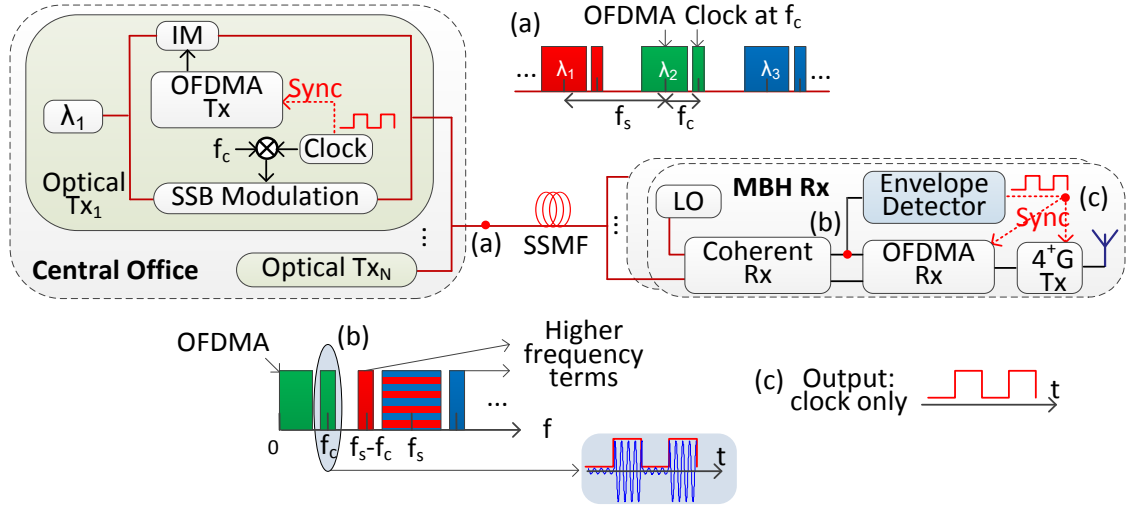 IM
OFDMA
Tx
Sync
λ1
fc
Clock
SSB Modulation
Optical
Tx1
⋮
Central Office
Optical TxN
(a)
OFDMA Clock at fc
(a)
... λ1 λ2 λ3 ...
fs
fc
SSMF
⋮
MBH Rx
LO
Envelope
Detector
(b)
(c)
Sync
Coherent
Rx
OFDMA
Rx
4+G
Tx
(b)
OFDMA
Higher
frequency
terms
...
0 fc fs-fc fs f
t
(c) Output:
clock only
t